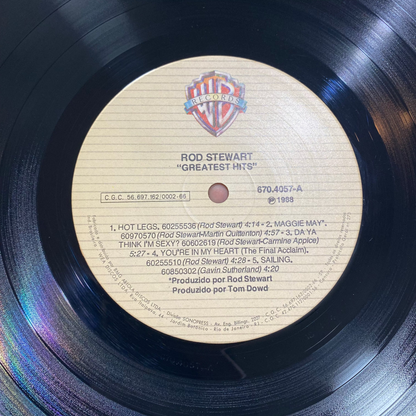 WB
RECORDS
ROD STEWART
"GREATEST HITS"
C.G.C. 56.697.162/0002-86
670.4057-A
℗ 1988
1. HOT LEGS. 60255536 (Rod Stewart) 4:14 - 2. MAGGIE MAY*.
60970570 (Rod Stewart-Martin Quittenton) 4:57 - 3. DA YA
THINK I'M SEXY? 60602619 (Rod Stewart-Carmine Appice)
5:27 - 4. YOU'RE IN MY HEART (The Final Acclaim).
60255510 (Rod Stewart) 4:28 - 5. SAILING.
60850302 (Gavin Sutherland) 4:20
*Produzido por Rod Stewart
Produzido por Tom Dowd